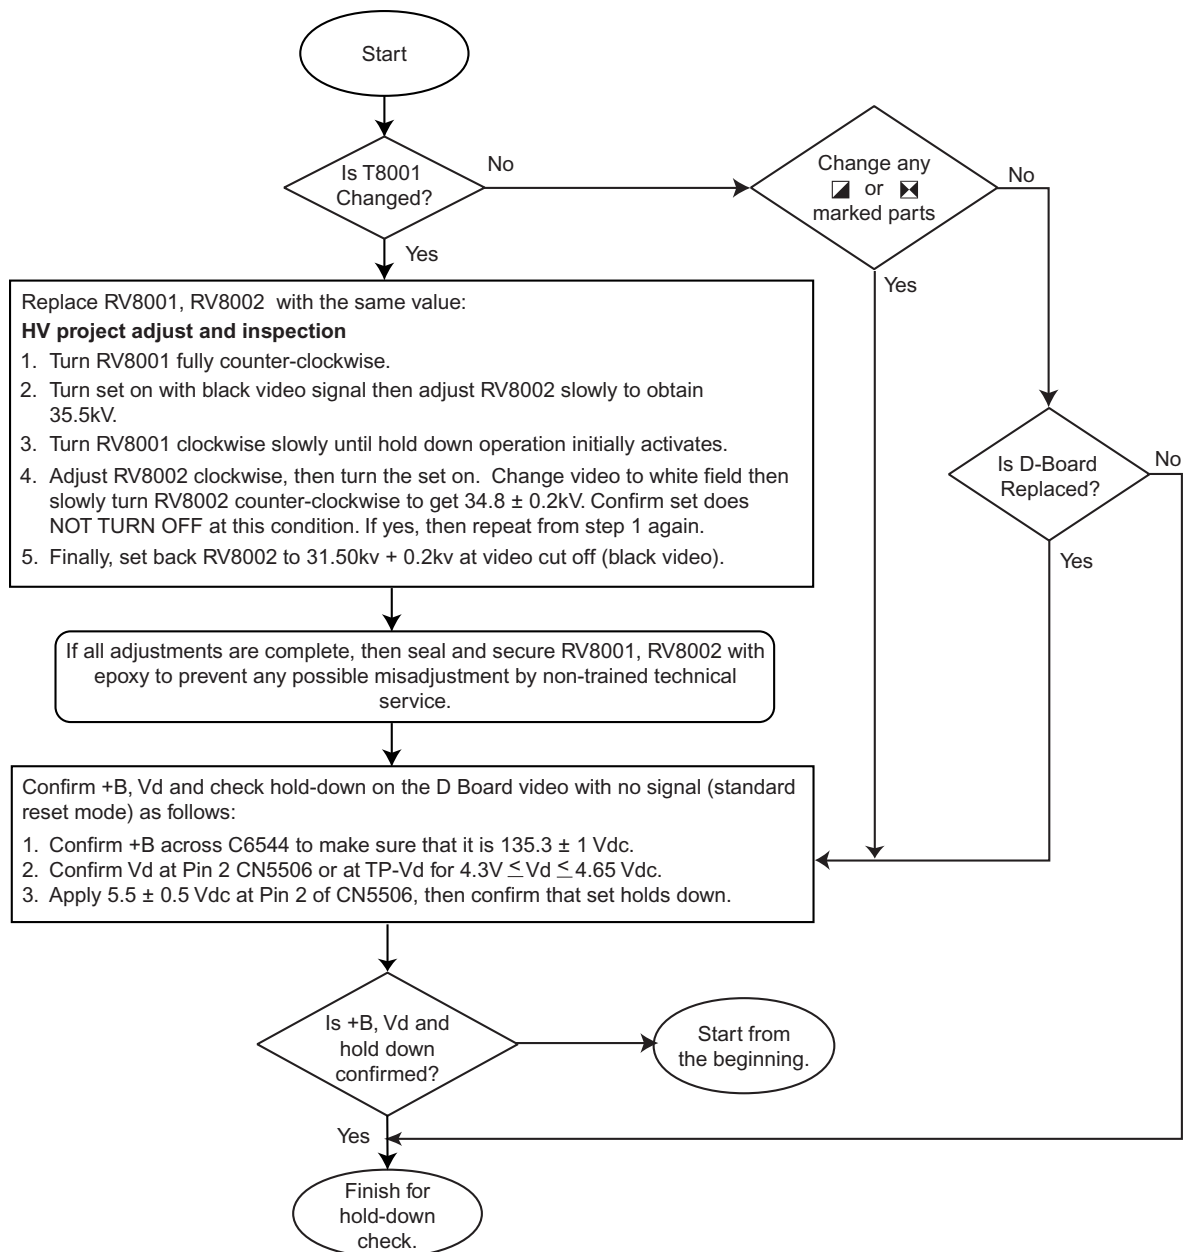 Start
Is T8001
Changed?
No
Yes
Change any
or
marked parts
No
Yes
Replace RV8001, RV8002 with the same value:
HV project adjust and inspection
1. Turn RV8001 fully counter-clockwise.
2. Turn set on with black video signal then adjust RV8002 slowly to obtain
35.5kV.
3. Turn RV8001 clockwise slowly until hold down operation initially activates.
4. Adjust RV8002 clockwise, then turn the set on. Change video to white field then
slowly turn RV8002 counter-clockwise to get 34.8 ± 0.2kV. Confirm set does
NOT TURN OFF at this condition. If yes, then repeat from step 1 again.
5. Finally, set back RV8002 to 31.50kv + 0.2kv at video cut off (black video).
Is D-Board
Replaced?
No
Yes
If all adjustments are complete, then seal and secure RV8001, RV8002 with
epoxy to prevent any possible misadjustment by non-trained technical
service.
Confirm +B, Vd and check hold-down on the D Board video with no signal (standard
reset mode) as follows:
1. Confirm +B across C6544 to make sure that it is 135.3 ± 1 Vdc.
2. Confirm Vd at Pin 2 CN5506 or at TP-Vd for 4.3V ≤ Vd ≤ 4.65 Vdc.
3. Apply 5.5 ± 0.5 Vdc at Pin 2 of CN5506, then confirm that set holds down.
Is +B, Vd and
hold down
confirmed?
Start from
the beginning.
Yes
Finish for
hold-down
check.